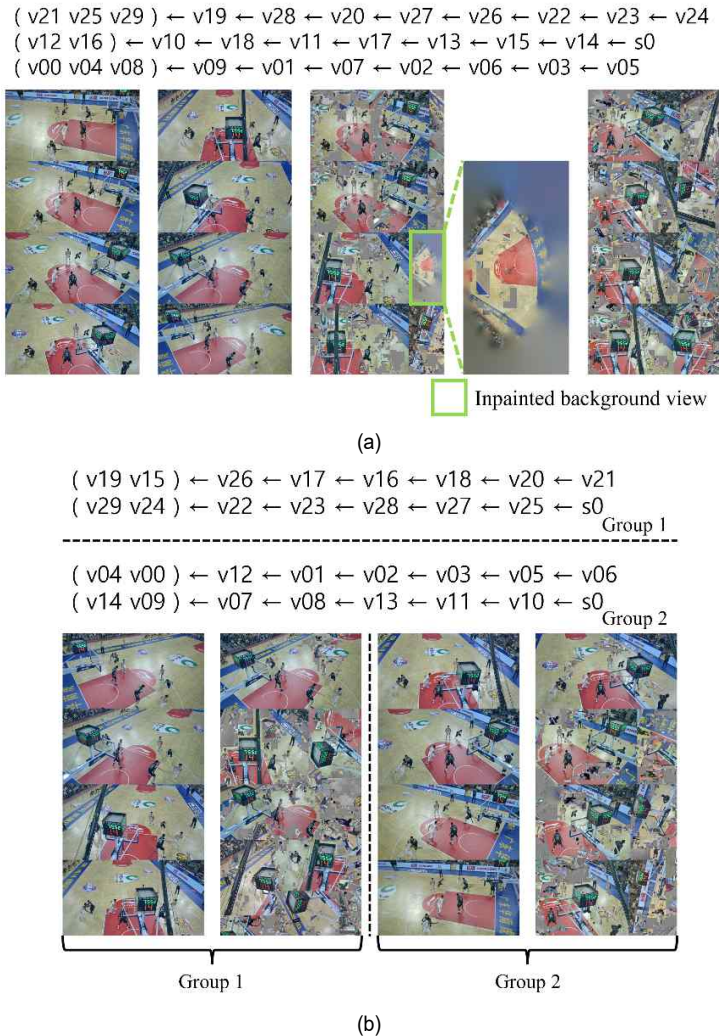 ( v21 v25 v29 ) ← v19 ← v28 ← v20 ← v27 ← v26 ← v22 ← v23 ← v24
( v12 v16 ) ← v10 ← v18 ← v11 ← v17 ← v13 ← v15 ← v14 ← s0
( v00 v04 v08 ) ← v09 ← v01 ← v07 ← v02 ← v06 ← v03 ← v05
Inpainted background view
(a)
( v19 v15 ) ← v26 ← v17 ← v16 ← v18 ← v20 ← v21
( v29 v24 ) ← v22 ← v23 ← v28 ← v27 ← v25 ← s0
Group 1
( v04 v00 ) ← v12 ← v01 ← v02 ← v03 ← v05 ← v06
( v14 v09 ) ← v07 ← v08 ← v13 ← v11 ← v10 ← s0
Group 2
Group 1
Group 2
(b)